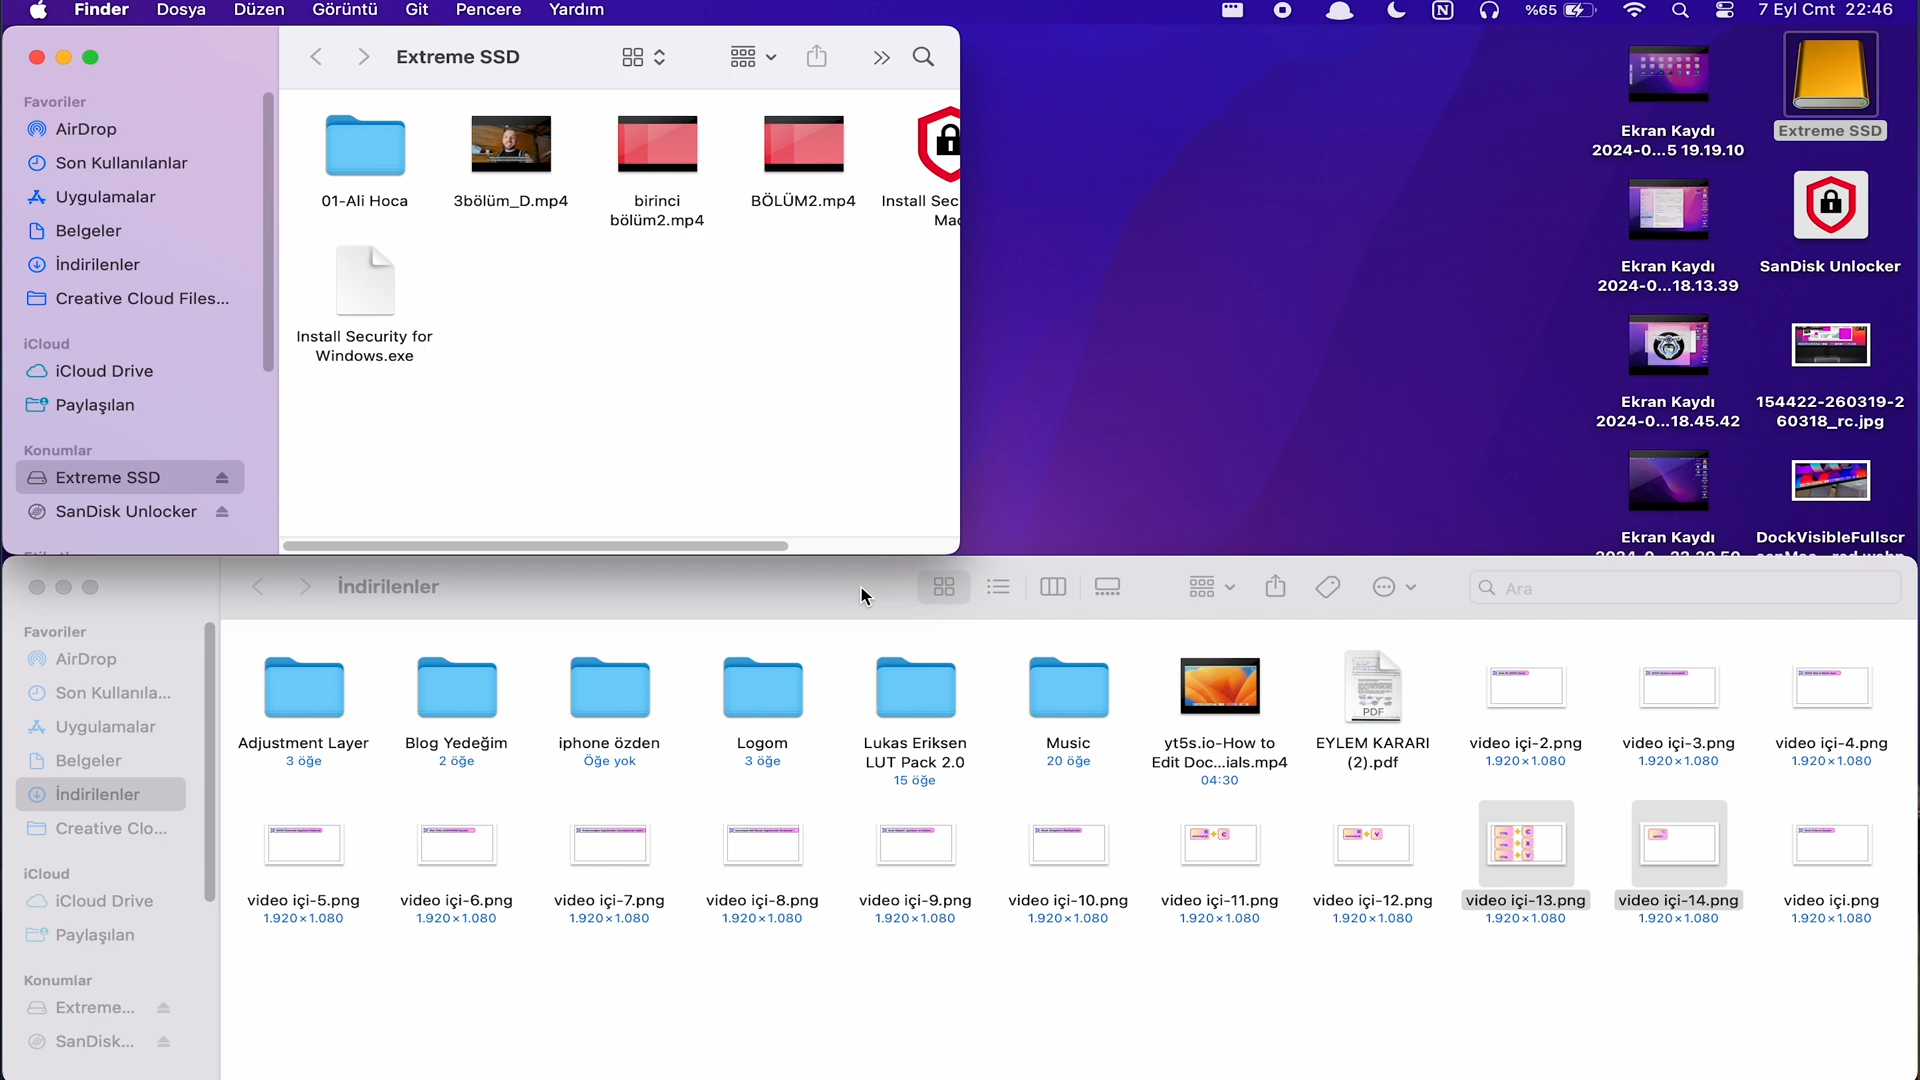 Finder Dosya Düzen Görüntü Git Pencere Yardım
%65 7 Eyl Cmt 22:46
Extreme SSD
Favoriler
AirDrop
Son Kullanılanlar
Uygulamalar
Belgeler
İndirilenler
Creative Cloud Files...
iCloud
iCloud Drive
Paylaşılan
Konumlar
Extreme SSD
SanDisk Unlocker
01-Ali Hoca
3bölüm_D.mp4
birinci
bölüm2.mp4
BÖLÜM2.mp4
Install Sec
Mac
Install Security for
Windows.exe
Ekran Kaydı
2024-0...5 19.19.10
Extreme SSD
Ekran Kaydı
2024-0...18.13.39
SanDisk Unlocker
Ekran Kaydı
2024-0...18.45.42
154422-260319-2
60318_rc.jpg
Ekran Kaydı
DockVisibleFullscr
İndirilenler
Ara
Favoriler
AirDrop
Son Kullanıla...
Uygulamalar
Belgeler
İndirilenler
Creative Clo...
iCloud
iCloud Drive
Paylaşılan
Konumlar
Extreme...
SanDisk...
Adjustment Layer
3 öğe
Blog Yedeğim
2 öğe
iphone özden
Öğe yok
Logom
3 öğe
Lukas Eriksen
LUT Pack 2.0
15 öğe
Music
20 öğe
yt5s.io-How to
Edit Doc...ials.mp4
04:30
PDF
EYLEM KARARI
(2).pdf
video içi-2.png
1.920×1.080
video içi-3.png
1.920×1.080
video içi-4.png
1.920×1.080
video içi-5.png
1.920×1.080
video içi-6.png
1.920×1.080
video içi-7.png
1.920×1.080
video içi-8.png
1.920×1.080
video içi-9.png
1.920×1.080
video içi-10.png
1.920×1.080
video içi-11.png
1.920×1.080
video içi-12.png
1.920×1.080
video içi-13.png
1.920×1.080
video içi-14.png
1.920×1.080
video içi.png
1.920×1.080